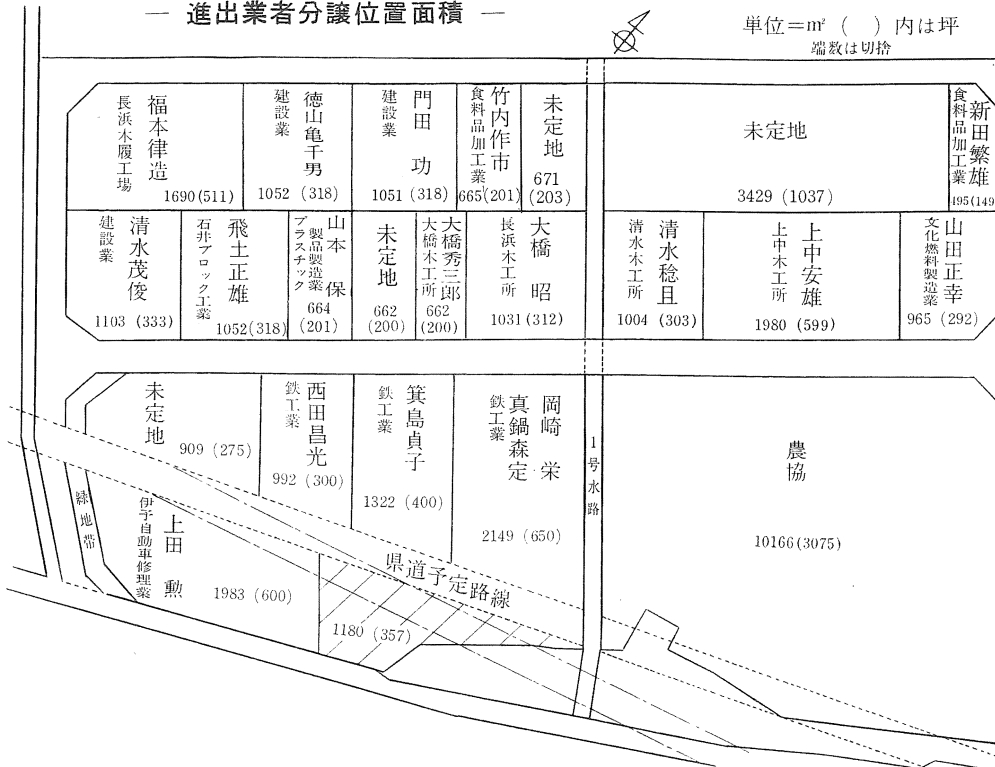 ― 進出業者分譲位置面積 ―
単位=m² ( ) 内は坪
端数は切捨
福本律造
長浜木履工場
1690(511)
徳山亀千男
建設業
1052 (318)
門田 功
建設業
1051 (318)
竹内作市
食料品加工業
665(201)
未定地
671
(203)
未定地
3429 (1037)
新田繁雄
食料品加工業
495(149
清水茂俊
建設業
1103 (333)
飛土正雄
石井ブロック工業
1052(318)
山本 保
製品製造業
プラスチック
664
(201)
未定地
662
(200)
大橋秀三郎
大橋木工所
662
(200)
大橋 昭
長浜木工所
1031 (312)
清水稔且
清水木工所
1004 (303)
上中安雄
上中木工所
1980 (599)
山田正幸
文化燃料製造業
965 (292)
未定地
909 (275)
西田昌光
鉄工業
992 (300)
箕島貞子
鉄工業
1322 (400)
岡崎 栄
真鍋森定
鉄工業
2149 (650)
1号水路
農協
10166(3075)
緑地帯
上田 勲
伊予自動車修理業
1983 (600)
県道予定路線
1180 (357)